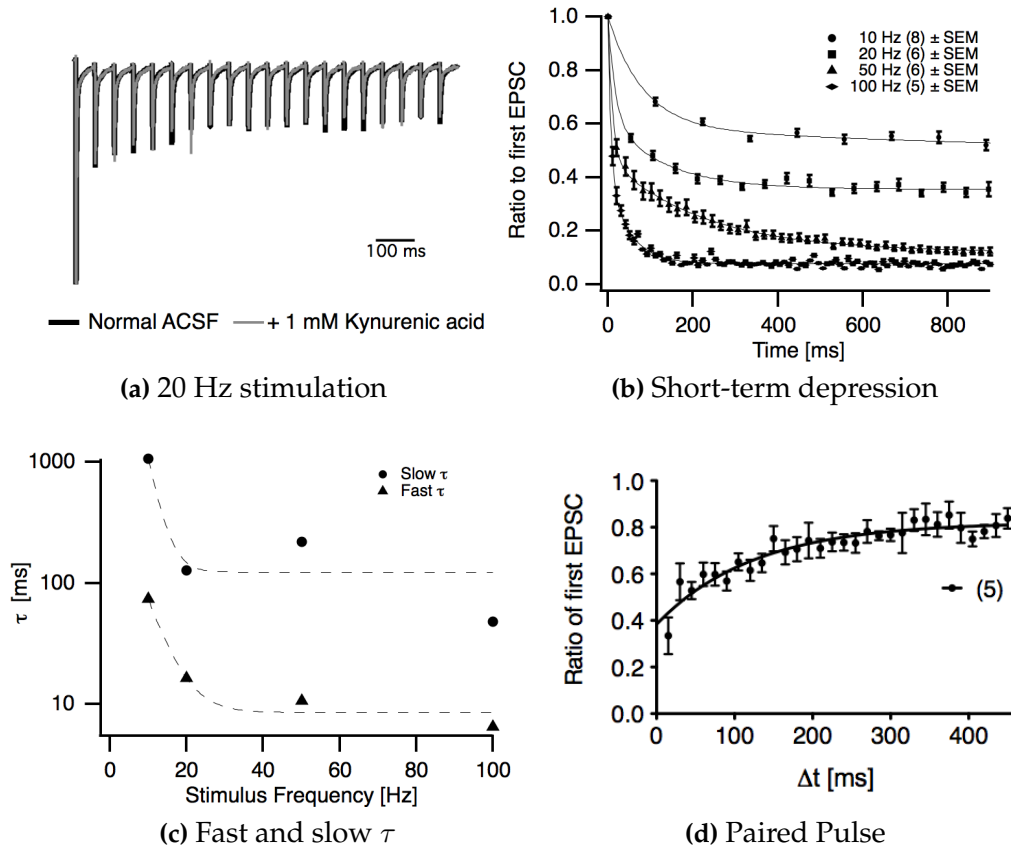 100 ms
Normal ACSF + 1 mM Kynurenic acid
(a) 20 Hz stimulation
Ratio to first EPSC
1.0
0.8
0.6
0.4
0.2
0.0
10 Hz (8) ± SEM
20 Hz (6) ± SEM
50 Hz (6) ± SEM
100 Hz (5) ± SEM
0 200 400 600 800
Time [ms]
(b) Short-term depression
τ [ms]
1000
100
10
Slow τ
Fast τ
0 20 40 60 80 100
Stimulus Frequency [Hz]
(c) Fast and slow τ
Ratio of first EPSC
1.0
0.8
0.6
0.4
0.2
0.0
(5)
0 100 200 300 400
Δt [ms]
(d) Paired Pulse